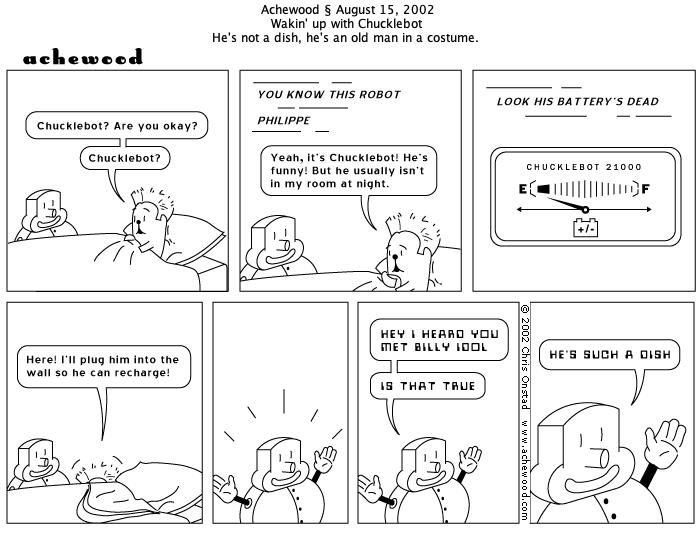 Achewood § August 15, 2002
Wakin' up with Chucklebot
He's not a dish, he's an old man in a costume.
achewood
Chucklebot? Are you okay?
Chucklebot?
YOU KNOW THIS ROBOT
PHILIPPE
Yeah, it's Chucklebot! He's
funny! But he usually isn't
in my room at night.
LOOK HIS BATTERY'S DEAD
CHUCKLEBOT 21000
E F
+/-
Here! I'll plug him into the
wall so he can recharge!
HEY I HEARD YOU
MET BILLY IDOL
IS THAT TRUE
HE'S SUCH A DISH
© 2002 Chris Onstad www.achewood.com